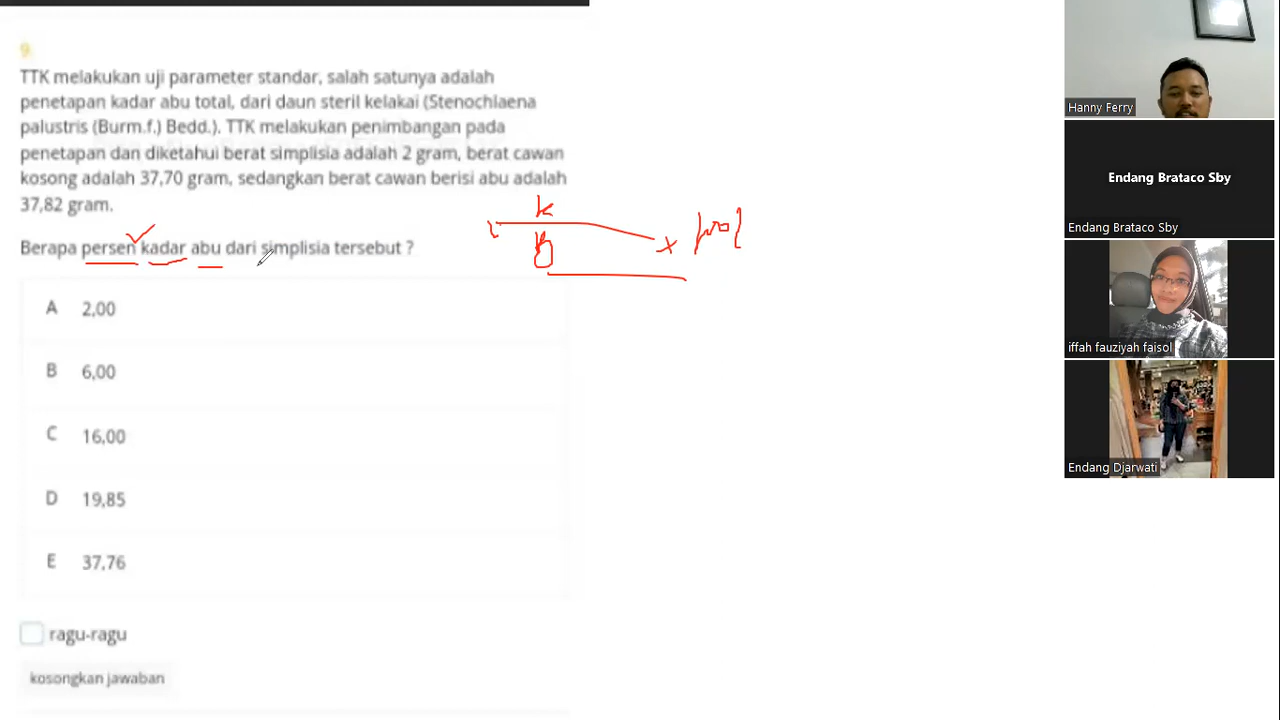 9
TTK melakukan uji parameter standar, salah satunya adalah
penetapan kadar abu total, dari daun steril kelakai (Stenochlaena
palustris (Burm.f.) Bedd.). TTK melakukan penimbangan pada
penetapan dan diketahui berat simplisia adalah 2 gram, berat cawan
kosong adalah 37,70 gram, sedangkan berat cawan berisi abu adalah
37,82 gram.
Berapa persen kadar abu dari simplisia tersebut ?
A 2,00
B 6,00
C 16,00
D 19,85
E 37,76
ragu-ragu
kosongkan jawaban
k
x
Hanny Ferry
Endang Brataco Sby
Endang Brataco Sby
iffah fauziyah faisol
Endang Djarwati